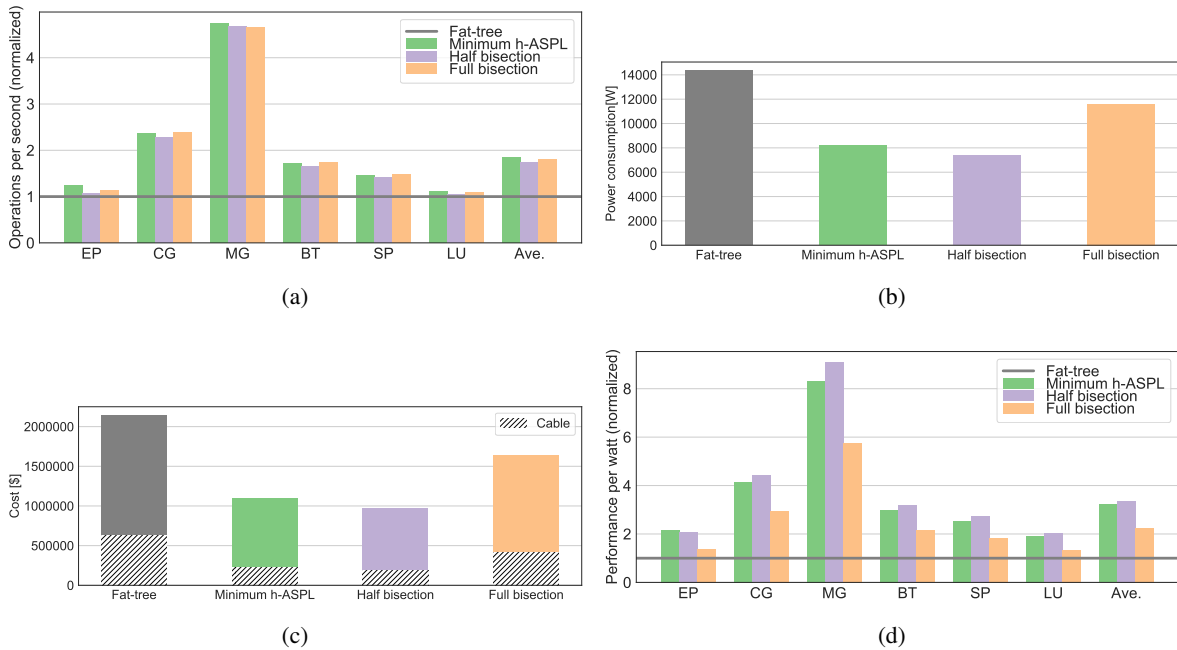 Operations per second (normalized)
4
3
2
1
0
Fat-tree
Minimum h-ASPL
Half bisection
Full bisection
EP CG MG BT SP LU Ave.
(a)
Power consumption[W]
14000
12000
10000
8000
6000
4000
2000
0
Fat-tree Minimum h-ASPL Half bisection Full bisection
(b)
Cost [$]
2000000
1500000
1000000
500000
0
Cable
Fat-tree Minimum h-ASPL Half bisection Full bisection
(c)
Performance per watt (normalized)
8
6
4
2
0
Fat-tree
Minimum h-ASPL
Half bisection
Full bisection
EP CG MG BT SP LU Ave.
(d)